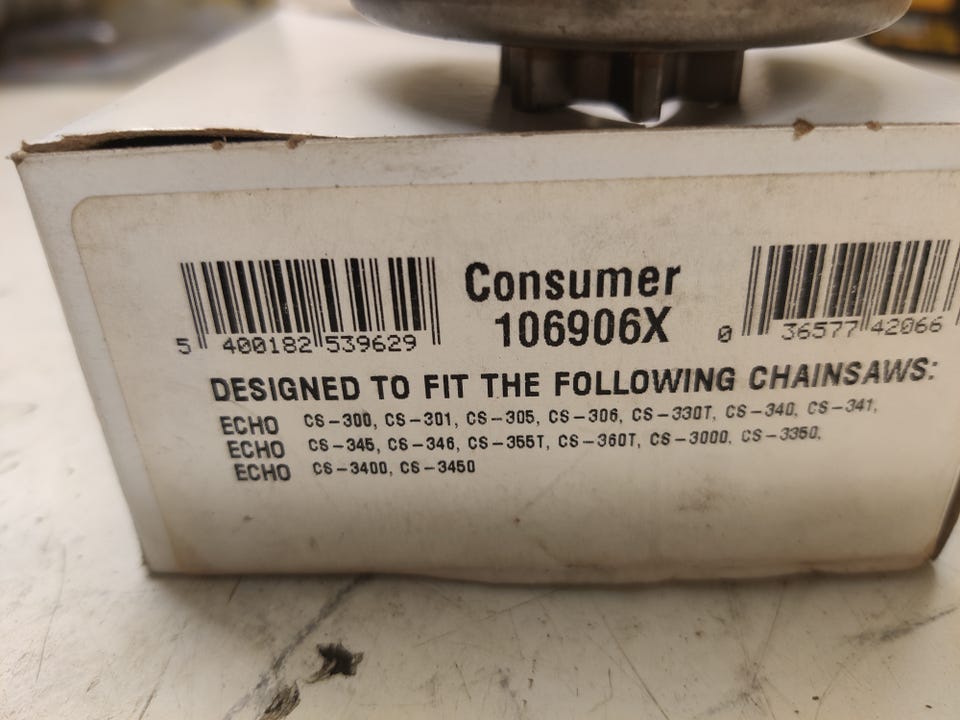 Consumer
106906X
5 400182 539629
0 36577 42066
DESIGNED TO FIT THE FOLLOWING CHAINSAWS:
ECHO CS-300, CS-301, CS-305, CS-306, CS-330T, CS-340, CS-341,
ECHO CS-345, CS-346, CS-355T, CS-360T, CS-3000, CS-3350,
ECHO CS-3400, CS-3450